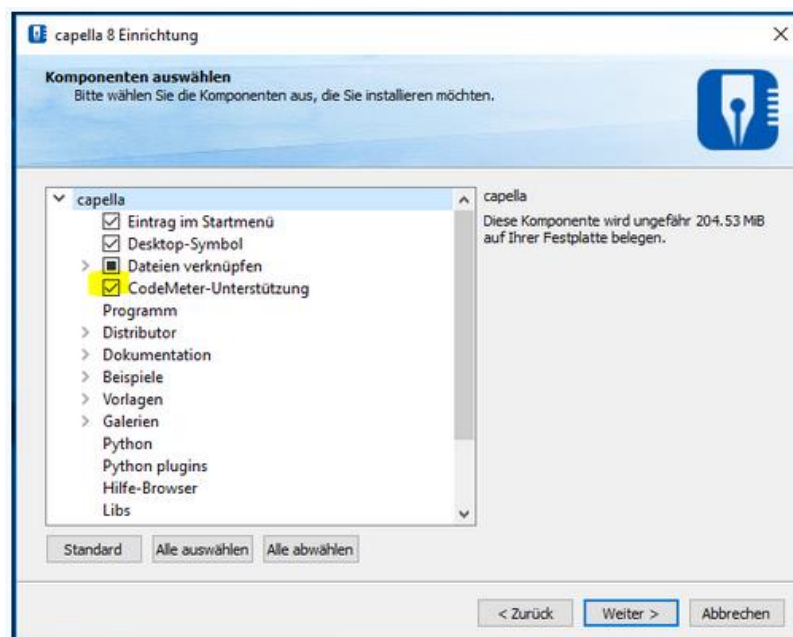 capella 8 Einrichtung
Komponenten auswählen
Bitte wählen Sie die Komponenten aus, die Sie installieren möchten.
capella
Eintrag im Startmenü
Desktop-Symbol
Dateien verknüpfen
CodeMeter-Unterstützung
Programm
Distributor
Dokumentation
Beispiele
Vorlagen
Galerien
Python
Python plugins
Hilfe-Browser
Libs
capella
Diese Komponente wird ungefähr 204.53 MiB
auf Ihrer Festplatte belegen.
Standard Alle auswählen Alle abwählen
< Zurück Weiter > Abbrechen